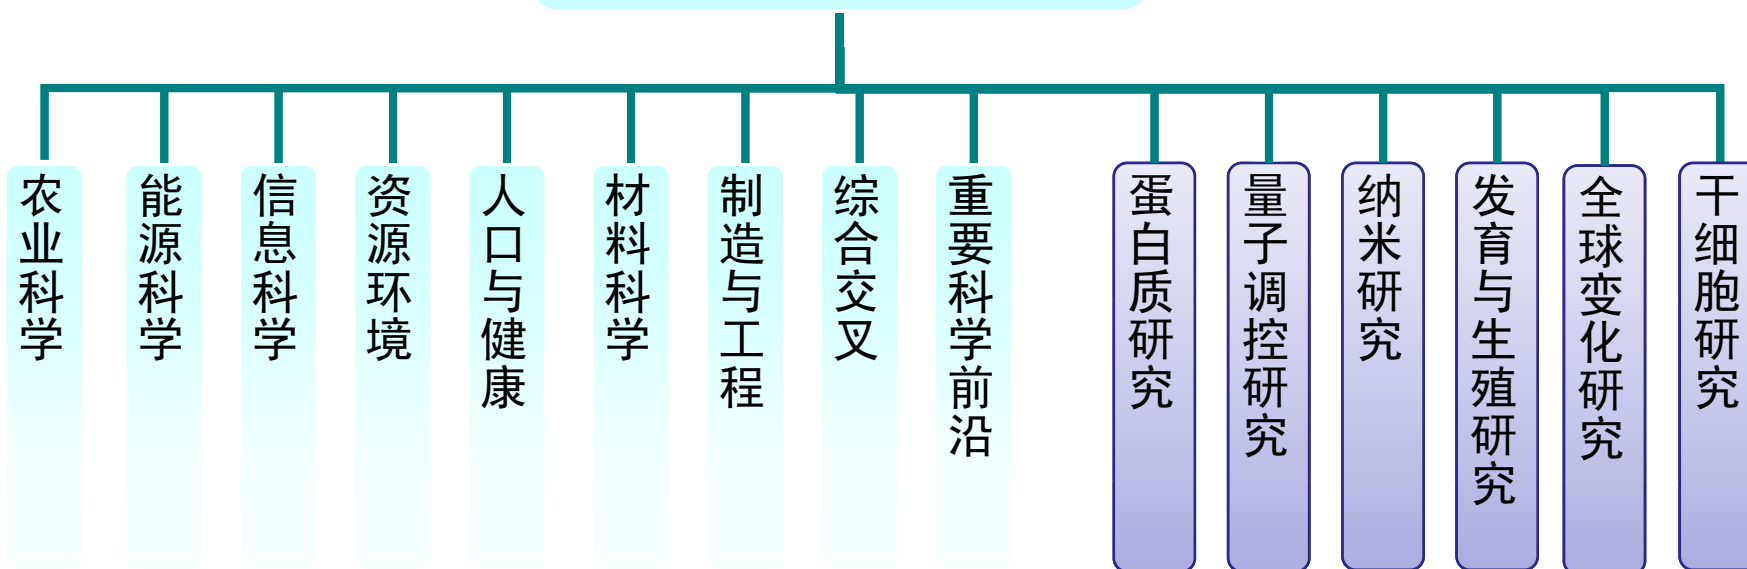 农业科学
能源科学
信息科学
资源环境
人口与健康
材料科学
制造与工程
综合交叉
重要科学前沿
蛋白质研究
量子调控研究
纳米研究
发育与生殖研究
全球变化研究
干细胞研究